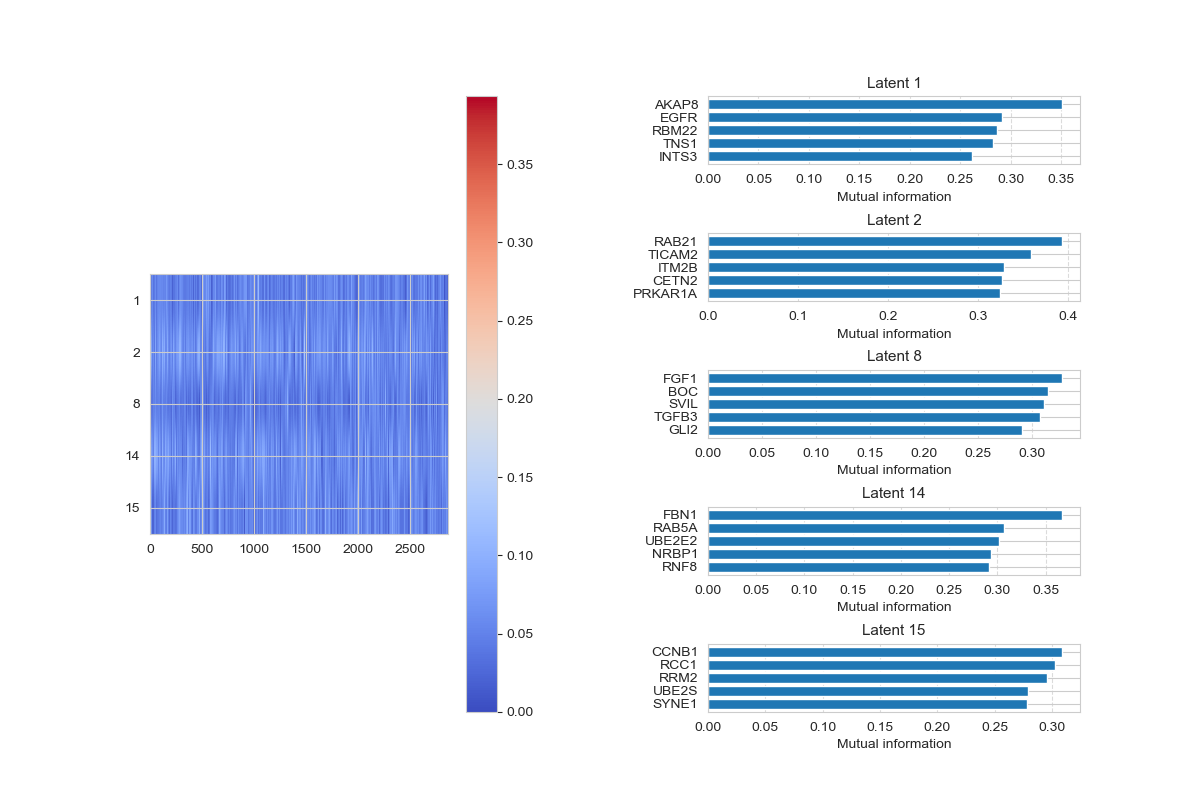 0.35
0.30
0.25
0.20
0.15
0.10
0.05
0.00
1
2
8
14
15
0 500 1000 1500 2000 2500
Latent 1
AKAP8
EGFR
RBM22
TNS1
INTS3
0.00 0.05 0.10 0.15 0.20 0.25 0.30 0.35
Mutual information
Latent 2
RAB21
TICAM2
ITM2B
CETN2
PRKAR1A
0.0 0.1 0.2 0.3 0.4
Mutual information
Latent 8
FGF1
BOC
SVIL
TGFB3
GLI2
0.00 0.05 0.10 0.15 0.20 0.25 0.30
Mutual information
Latent 14
FBN1
RAB5A
UBE2E2
NRBP1
RNF8
0.00 0.05 0.10 0.15 0.20 0.25 0.30 0.35
Mutual information
Latent 15
CCNB1
RCC1
RRM2
UBE2S
SYNE1
0.00 0.05 0.10 0.15 0.20 0.25 0.30
Mutual information